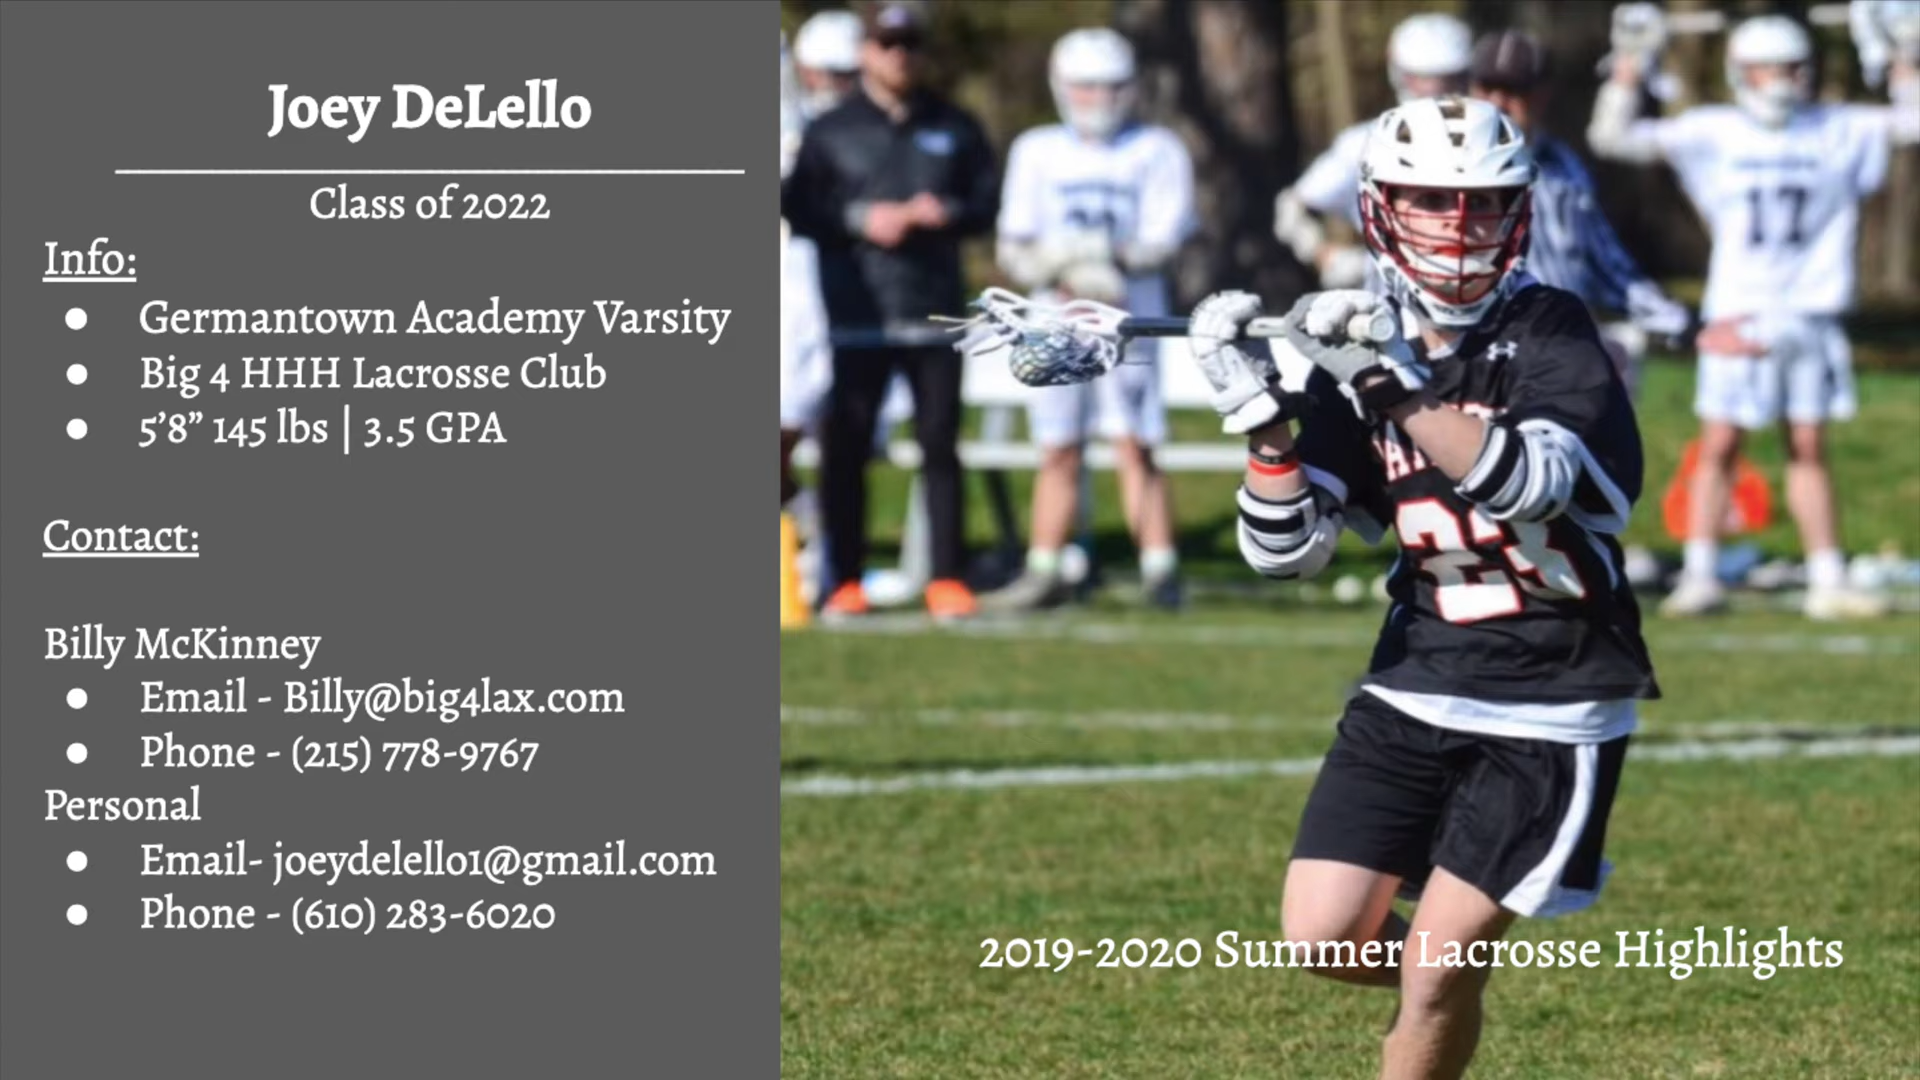 Joey DeLello
Class of 2022
Info:
● Germantown Academy Varsity
● Big 4 HHH Lacrosse Club
● 5’8” 145 lbs | 3.5 GPA
Contact:
Billy McKinney
● Email - Billy@big4lax.com
● Phone - (215) 778-9767
Personal
● Email- joeydelello1@gmail.com
● Phone - (610) 283-6020
17
23
2019-2020 Summer Lacrosse Highlights